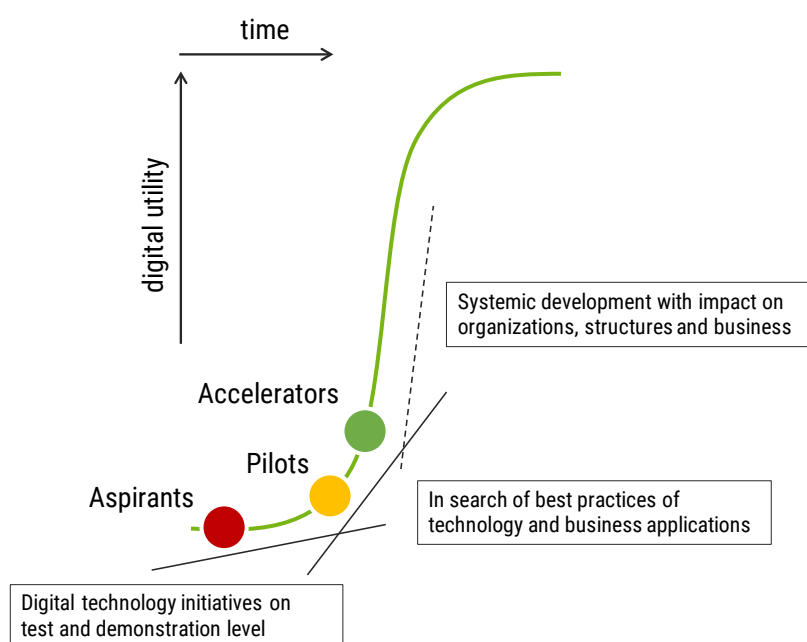 time
digital utility
Systemic development with impact on
organizations, structures and business
Accelerators
Pilots
Aspirants
In search of best practices of
technology and business applications
Digital technology initiatives on
test and demonstration level